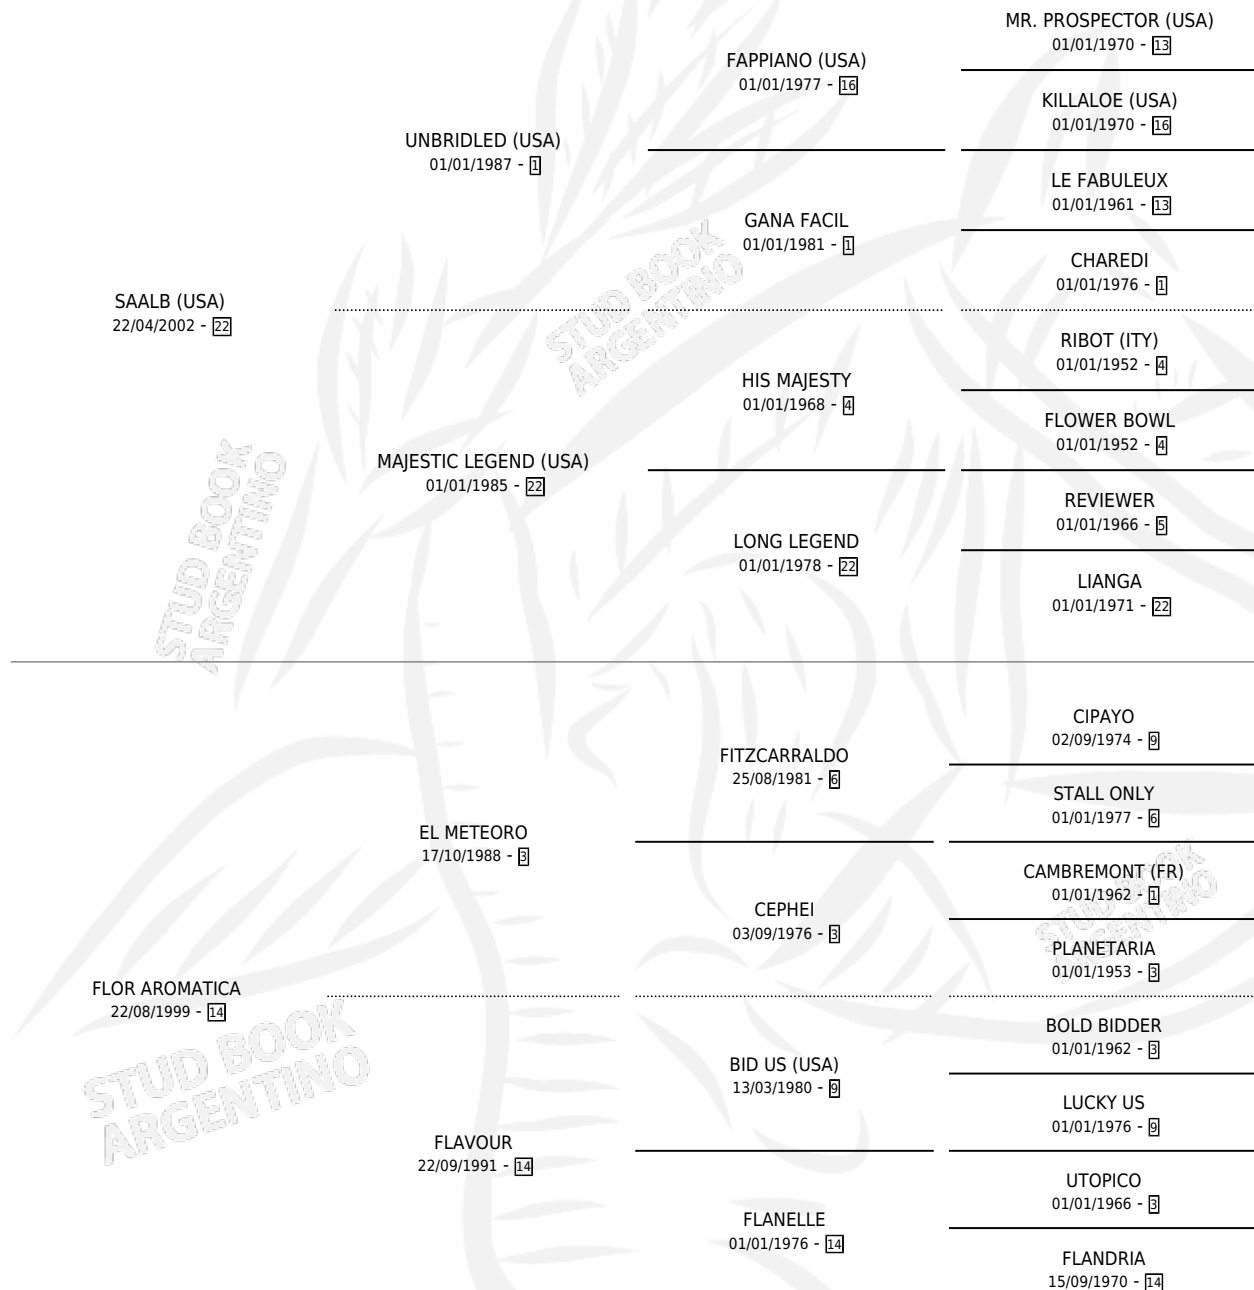 MR. PROSPECTOR (USA)
01/01/1970 - 13
FAPPIANO (USA)
01/01/1977 - 16
KILLALOE (USA)
01/01/1970 - 16
UNBRIDLED (USA)
01/01/1987 - 1
LE FABULEUX
01/01/1961 - 13
GANA FACIL
01/01/1981 - 1
CHAREDI
01/01/1976 - 1
SAALB (USA)
22/04/2002 - 22
RIBOT (ITY)
01/01/1952 - 4
HIS MAJESTY
01/01/1968 - 4
FLOWER BOWL
01/01/1952 - 4
MAJESTIC LEGEND (USA)
01/01/1985 - 22
REVIEWER
01/01/1966 - 5
LONG LEGEND
01/01/1978 - 22
LIANGA
01/01/1971 - 22
STUD BOOK
ARGENTINO
STUD BOOK
ARGENTINO
CIPAYO
02/09/1974 - 9
FITZCARRALDO
25/08/1981 - 6
STALL ONLY
01/01/1977 - 6
EL METEORO
17/10/1988 - 3
CAMBREMONT (FR)
01/01/1962 - 1
CEPHEI
03/09/1976 - 3
PLANETARIA
01/01/1953 - 3
FLOR AROMATICA
22/08/1999 - 14
BOLD BIDDER
01/01/1962 - 3
BID US (USA)
13/03/1980 - 9
LUCKY US
01/01/1976 - 9
FLAVOUR
22/09/1991 - 14
UTOPICO
01/01/1966 - 3
FLANELLE
01/01/1976 - 14
FLANDRIA
15/09/1970 - 14
STUD BOOK
ARGENTINO
STUD BOOK
ARGENTINO